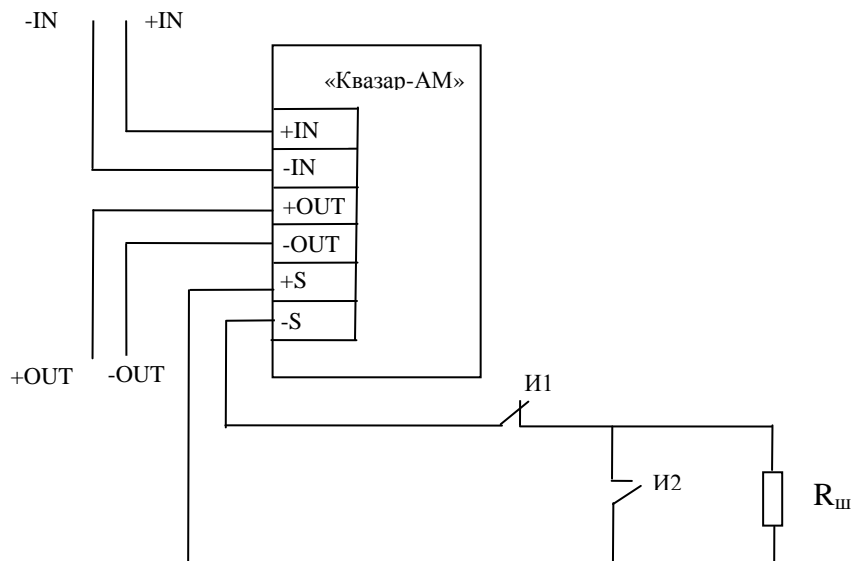 -IN +IN
«Квазар-АМ»
+IN
-IN
+OUT
-OUT
+S
-S
+OUT -OUT
И1
И2
Rш